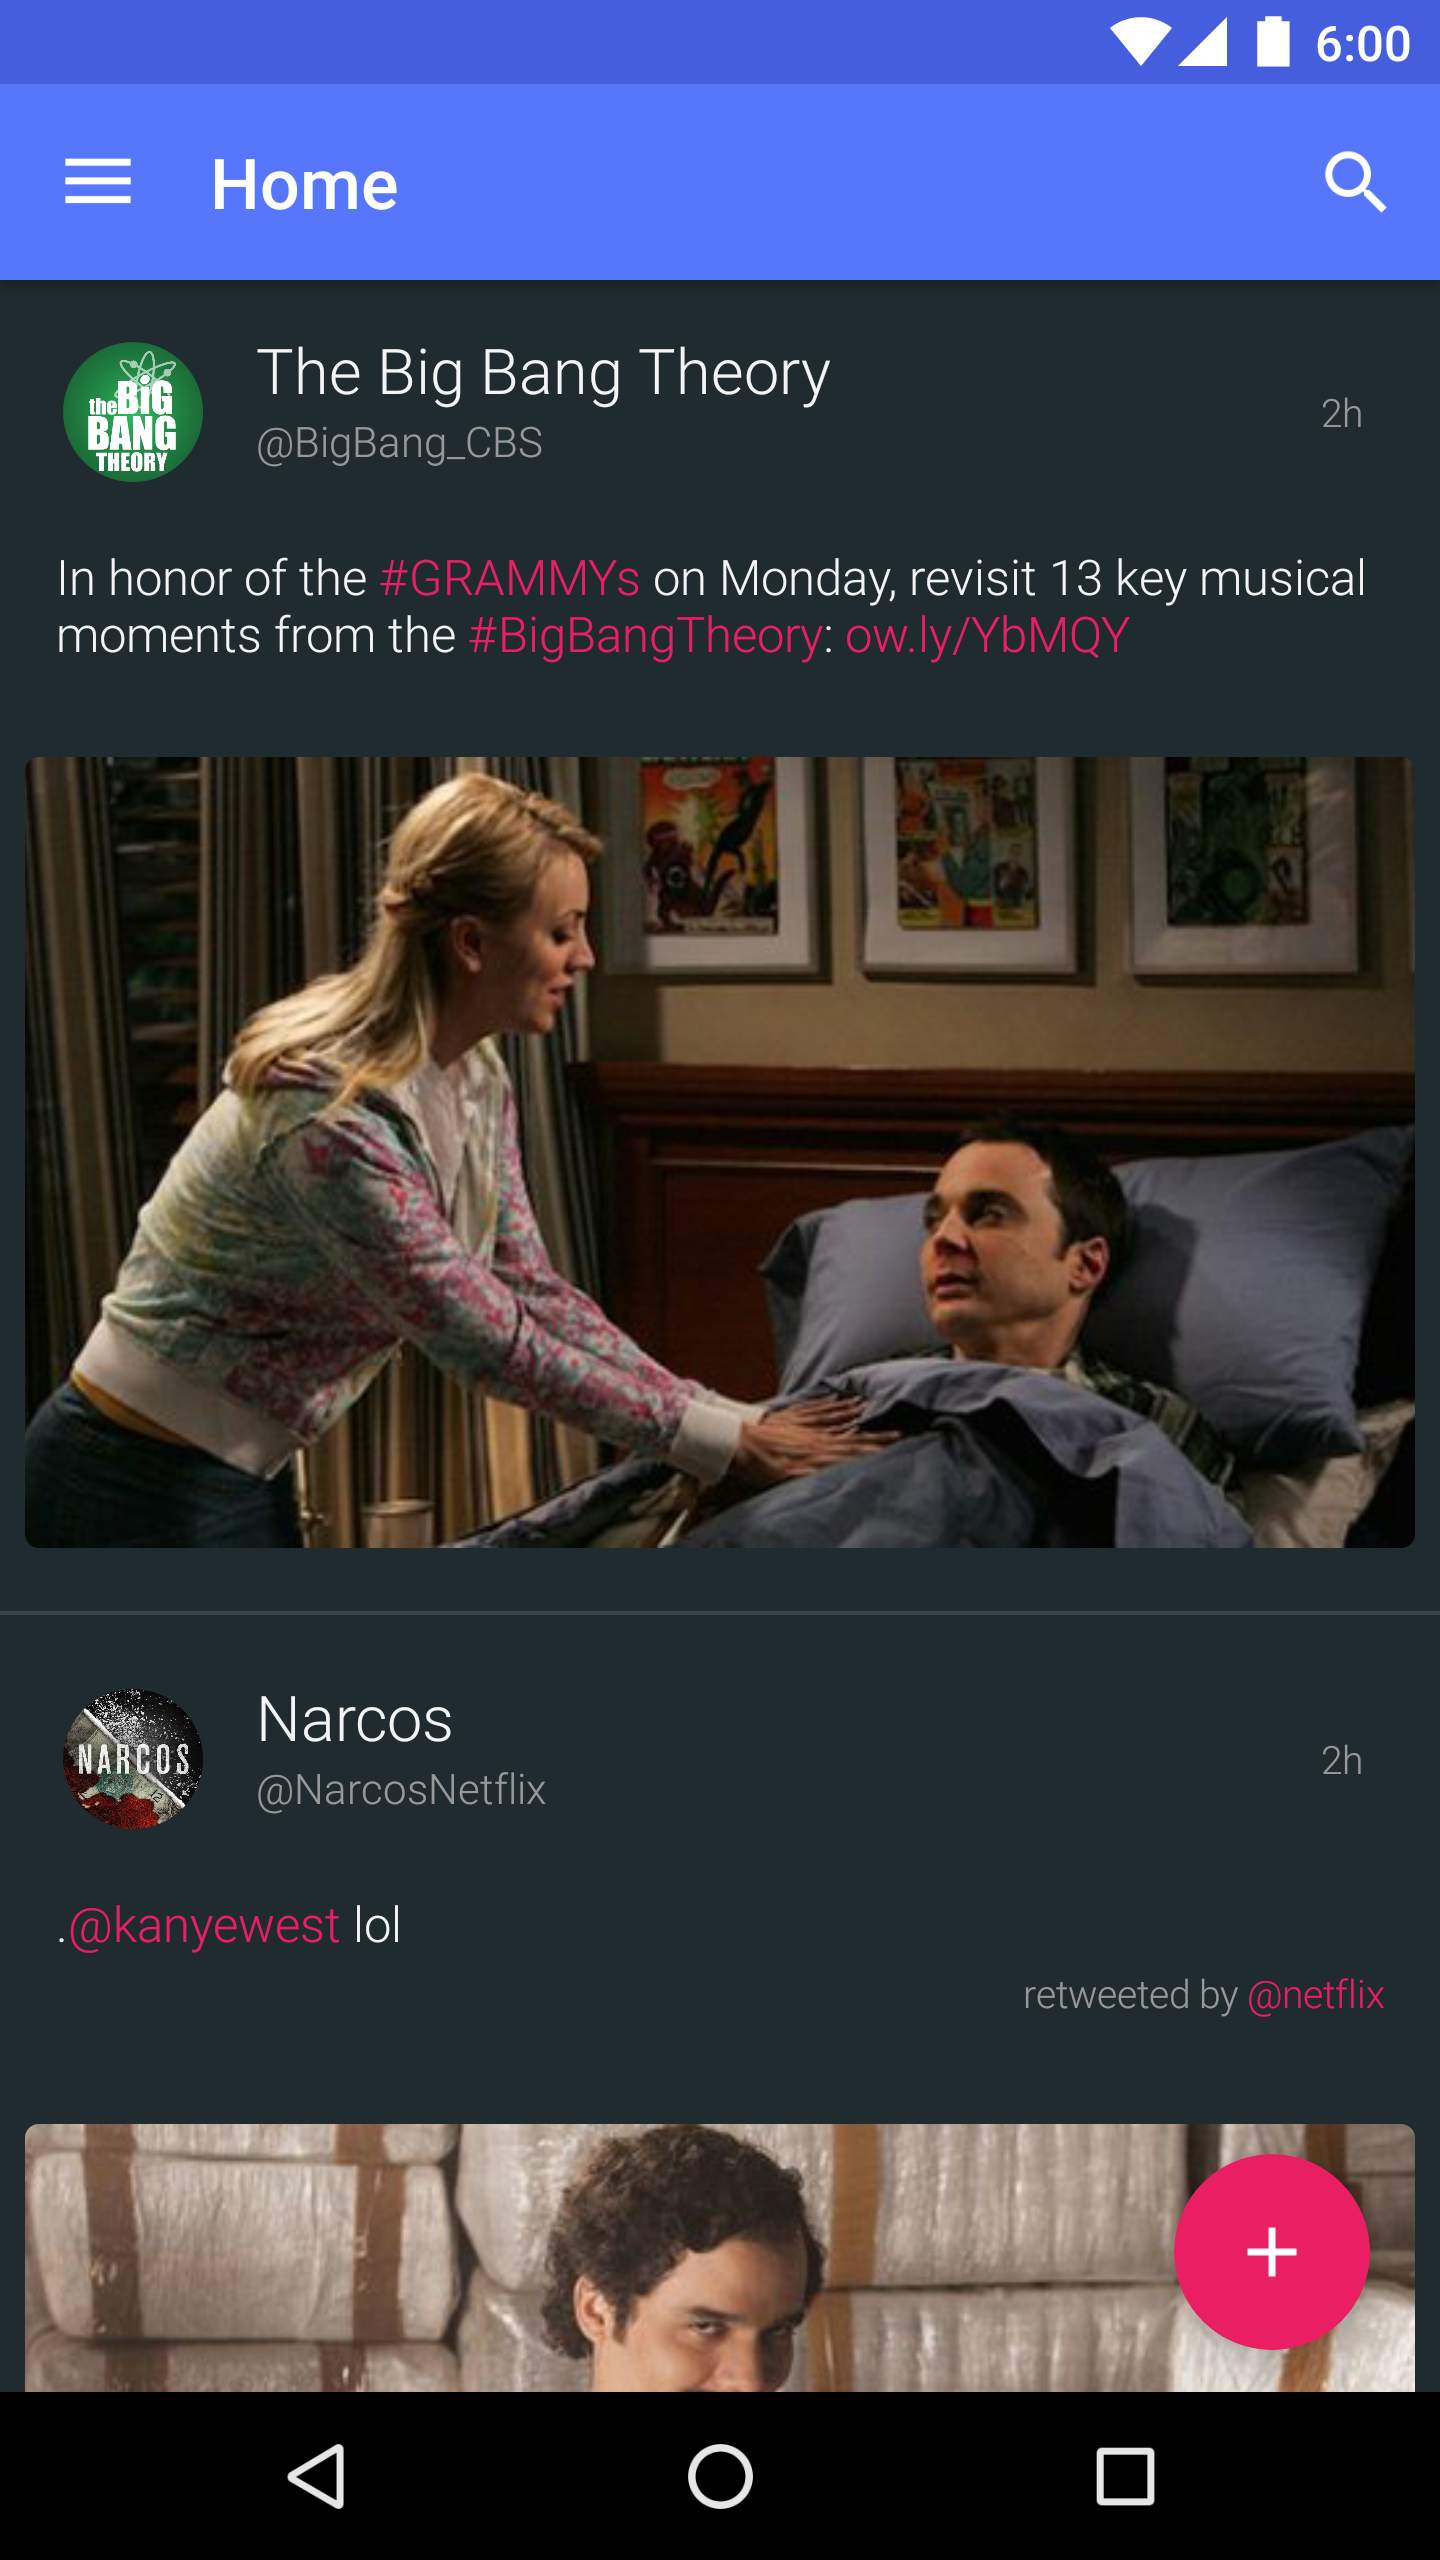 6:00
Home
the BiG
BANG
THEORY
The Big Bang Theory
@BigBang_CBS
2h
In honor of the #GRAMMYs on Monday, revisit 13 key musical
moments from the #BigBangTheory: ow.ly/YbMQY
NARCOS
Narcos
@NarcosNetflix
2h
.@kanyewest lol
retweeted by @netflix